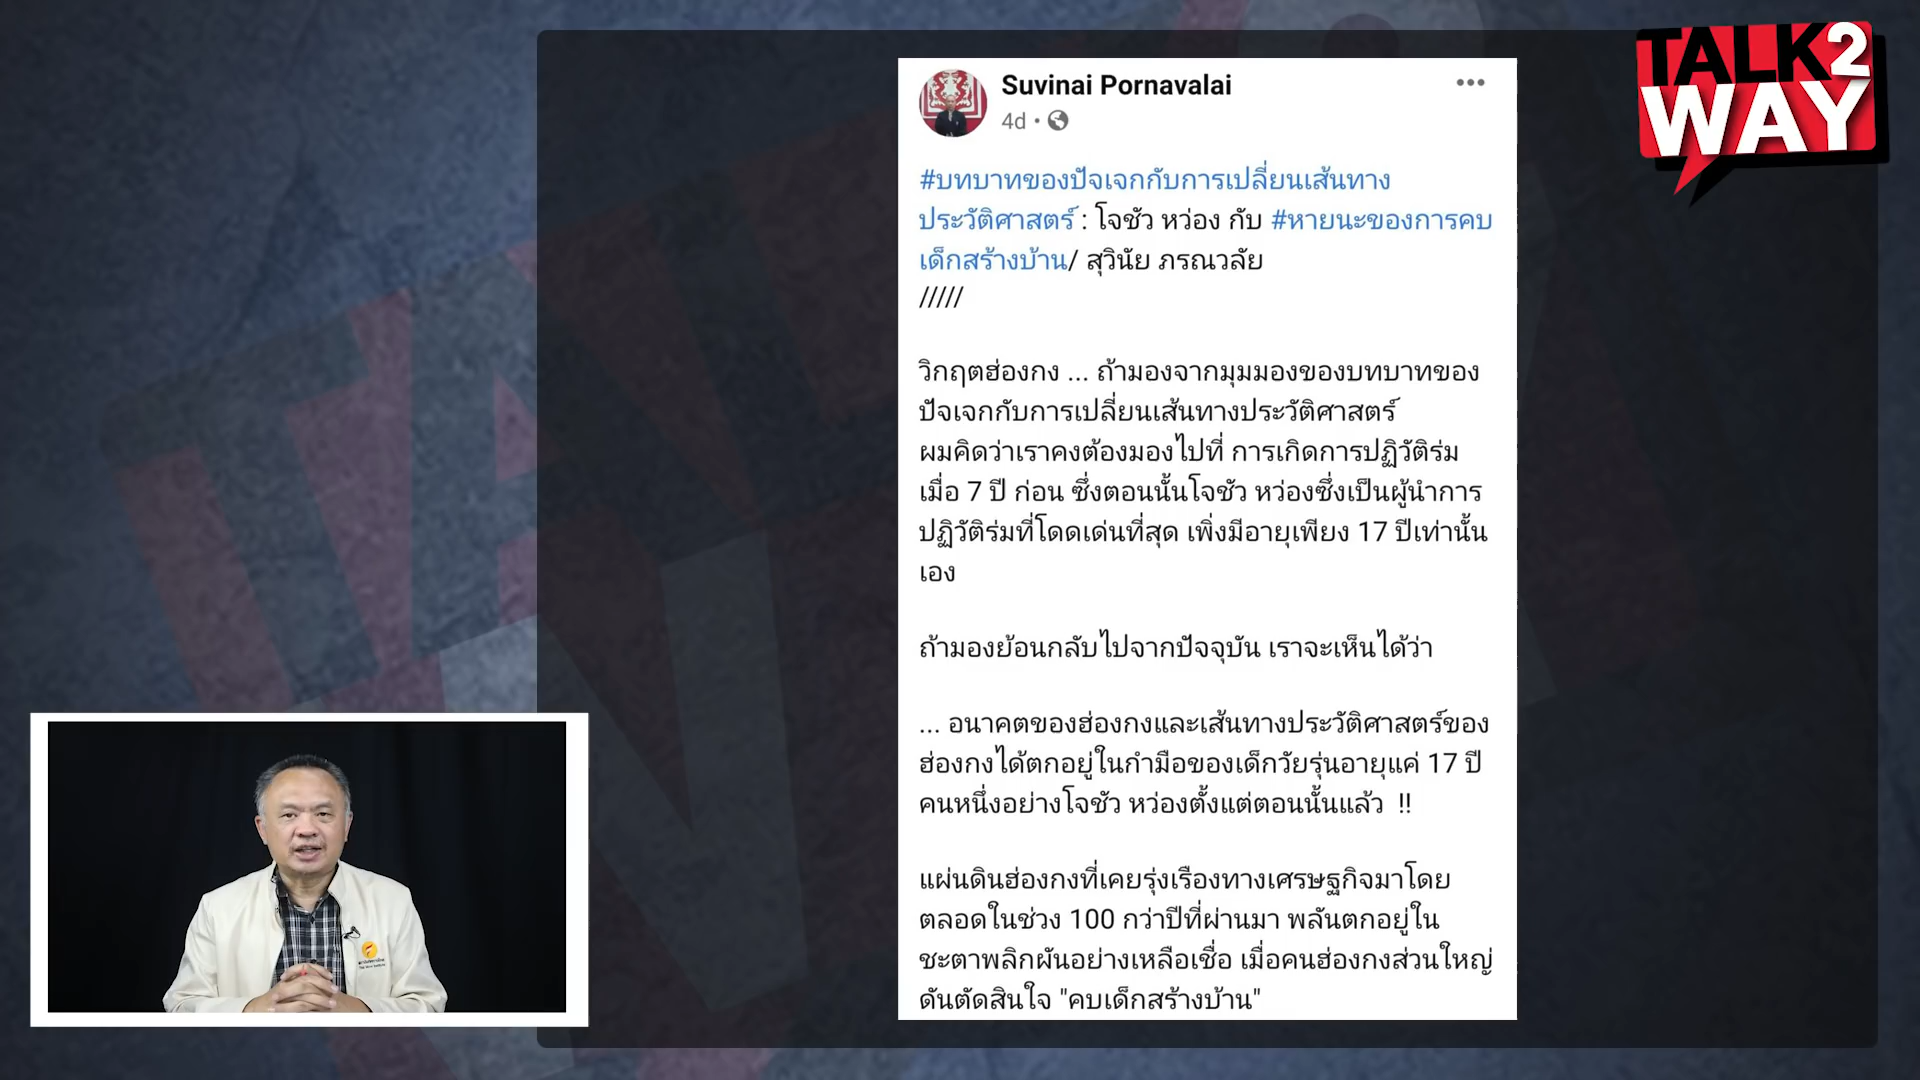 TALK2
WAY
Suvinai Pornavalai
4d
#บทบาทของปัจเจกกับการเปลี่ยนเส้นทาง
ประวัติศาสตร์ : โจชัว หว่อง กับ #หายนะของการคบ
เด็กสร้างบ้าน/ สุวินัย ภรณวลัย
/////
วิกฤตฮ่องกง ... ถ้ามองจากมุมมองของบทบาทของ
ปัจเจกกับการเปลี่ยนเส้นทางประวัติศาสตร์
ผมคิดว่าเราคงต้องมองไปที่ การเกิดการปฏิวัติร่ม
เมื่อ 7 ปี ก่อน ซึ่งตอนนั้นโจชัว หว่องซึ่งเป็นผู้นำการ
ปฏิวัติร่มที่โดดเด่นที่สุด เพิ่งมีอายุเพียง 17 ปีเท่านั้น
เอง
ถ้ามองย้อนกลับไปจากปัจจุบัน เราจะเห็นได้ว่า
... อนาคตของฮ่องกงและเส้นทางประวัติศาสตร์ของ
ฮ่องกงได้ตกอยู่ในกำมือของเด็กวัยรุ่นอายุแค่ 17 ปี
คนหนึ่งอย่างโจชัว หว่องตั้งแต่ตอนนั้นแล้ว !!
แผ่นดินฮ่องกงที่เคยรุ่งเรืองทางเศรษฐกิจมาโดย
ตลอดในช่วง 100 กว่าปีที่ผ่านมา พลันตกอยู่ใน
ชะตาพลิกผันอย่างเหลือเชื่อ เมื่อคนฮ่องกงส่วนใหญ่
ดันตัดสินใจ "คบเด็กสร้างบ้าน"